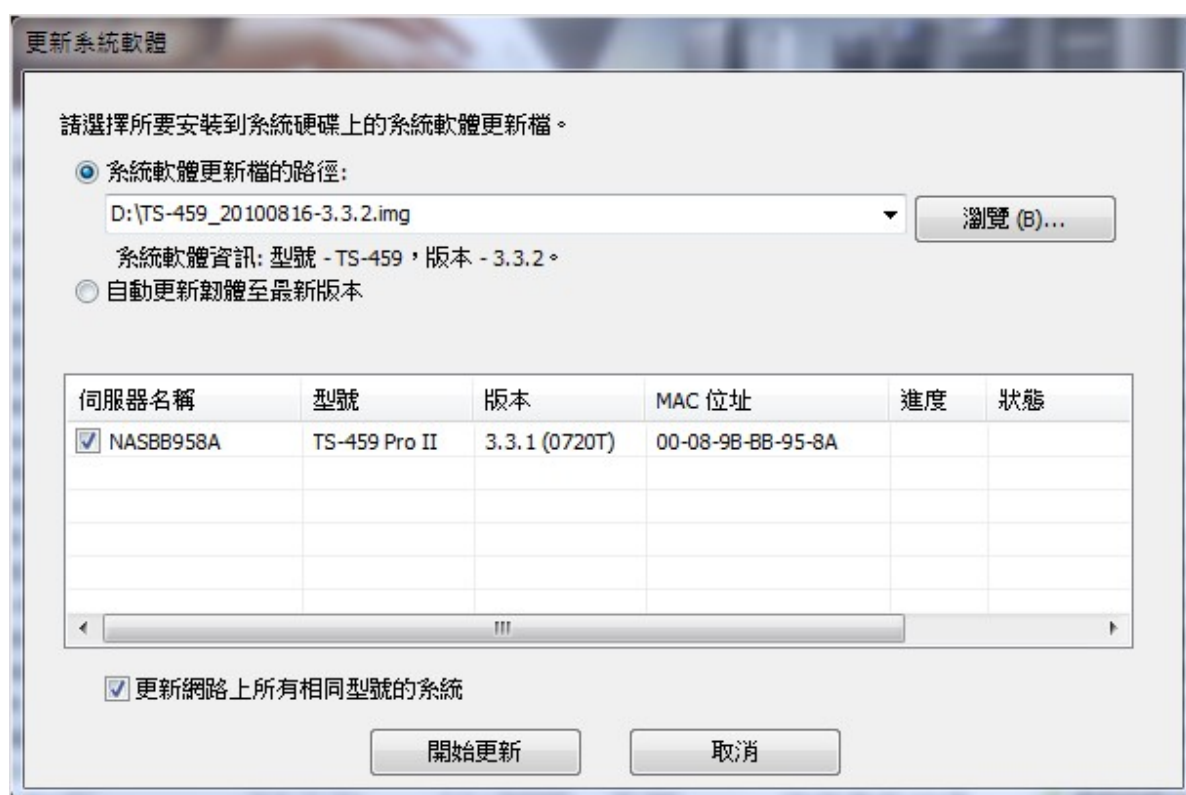 更新系統軟體
請選擇所要安裝到系統硬碟上的系統軟體更新檔。
系統軟體更新檔的路徑:
D:\TS-459_20100816-3.3.2.img
瀏覽 (B)...
系統軟體資訊: 型號 - TS-459，版本 - 3.3.2。
自動更新韌體至最新版本
伺服器名稱 型號 版本 MAC 位址 進度 狀態
NASBB958A TS-459 Pro II 3.3.1 (0720T) 00-08-9B-BB-95-8A
更新網路上所有相同型號的系統
開始更新 取消